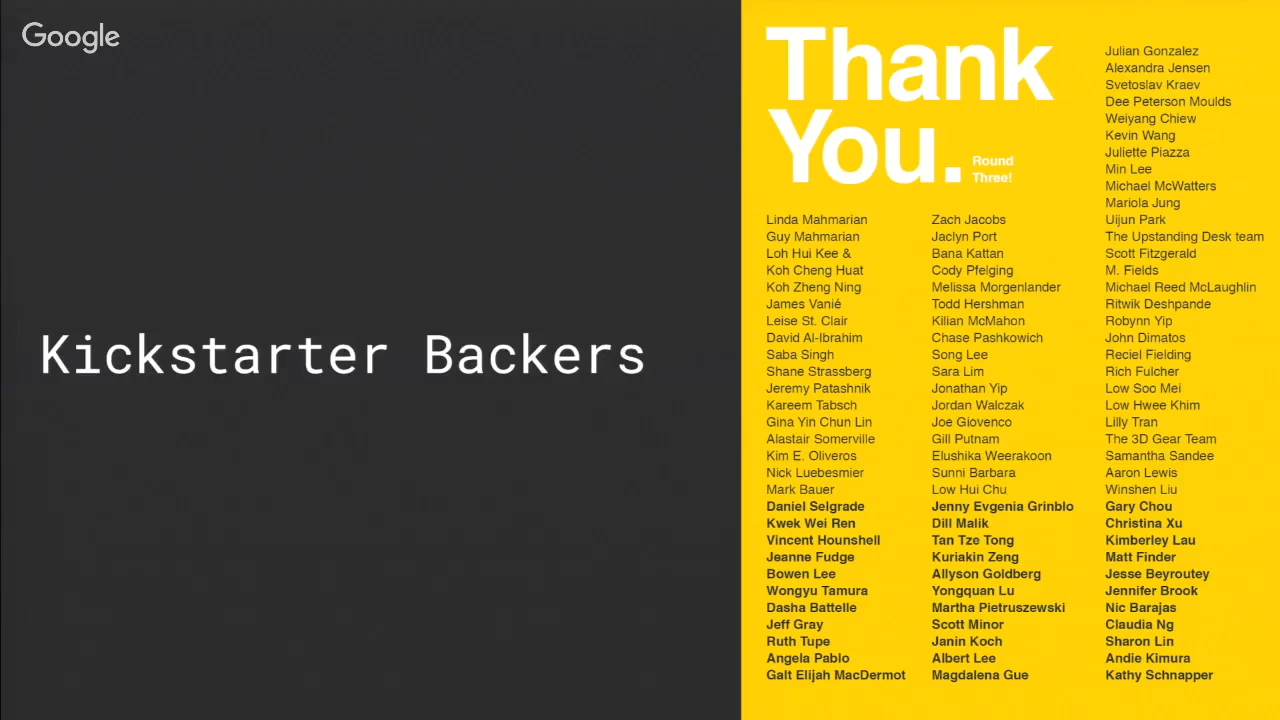 Google
Kickstarter Backers
Thank
You.
Round
Three!
Linda Mahmarian
Guy Mahmarian
Loh Hui Kee &
Koh Cheng Huat
Koh Zheng Ning
James Vanié
Leise St. Clair
David Al-Ibrahim
Saba Singh
Shane Strassberg
Jeremy Patashnik
Kareem Tabsch
Gina Yin Chun Lin
Alastair Somerville
Kim E. Oliveros
Nick Luebesmier
Mark Bauer
Daniel Selgrade
Kwek Wei Ren
Vincent Hounshell
Jeanne Fudge
Bowen Lee
Wongyu Tamura
Dasha Battelle
Jeff Gray
Ruth Tupe
Angela Pablo
Galt Elijah MacDermot
Zach Jacobs
Jaclyn Port
Bana Kattan
Cody Pfelging
Melissa Morgenlander
Todd Hershman
Kilian McMahon
Chase Pashkowich
Song Lee
Sara Lim
Jonathan Yip
Jordan Walczak
Joe Giovenco
Gill Putnam
Elushika Weerakoon
Sunni Barbara
Low Hui Chu
Jenny Evgenia Grinblo
Dill Malik
Tan Tze Tong
Kuriakin Zeng
Allyson Goldberg
Yongquan Lu
Martha Pietruszewski
Scott Minor
Janin Koch
Albert Lee
Magdalena Gue
Julian Gonzalez
Alexandra Jensen
Svetoslav Kraev
Dee Peterson Moulds
Weiyang Chiew
Kevin Wang
Juliette Piazza
Min Lee
Michael McWatters
Mariola Jung
Uijun Park
The Upstanding Desk team
Scott Fitzgerald
M. Fields
Michael Reed McLaughlin
Ritwik Deshpande
Robynn Yip
John Dimatos
Reciel Fielding
Rich Fulcher
Low Soo Mei
Low Hwee Khim
Lilly Tran
The 3D Gear Team
Samantha Sandee
Aaron Lewis
Winshen Liu
Gary Chou
Christina Xu
Kimberley Lau
Matt Finder
Jesse Beyroutey
Jennifer Brook
Nic Barajas
Claudia Ng
Sharon Lin
Andie Kimura
Kathy Schnapper